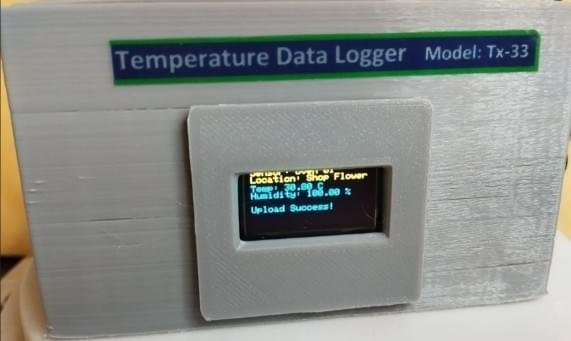 Temperature Data Logger Model: Tx-33
Location: Shop Flower
Temp: 30.00 C
Humidity: 100.00 %
Upload Success!